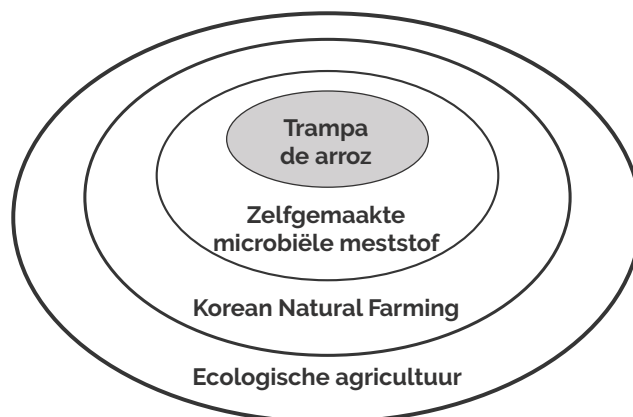 Trampa
de arroz
Zelfgemaakte
microbiële meststof
Korean Natural Farming
Ecologische agricultuur